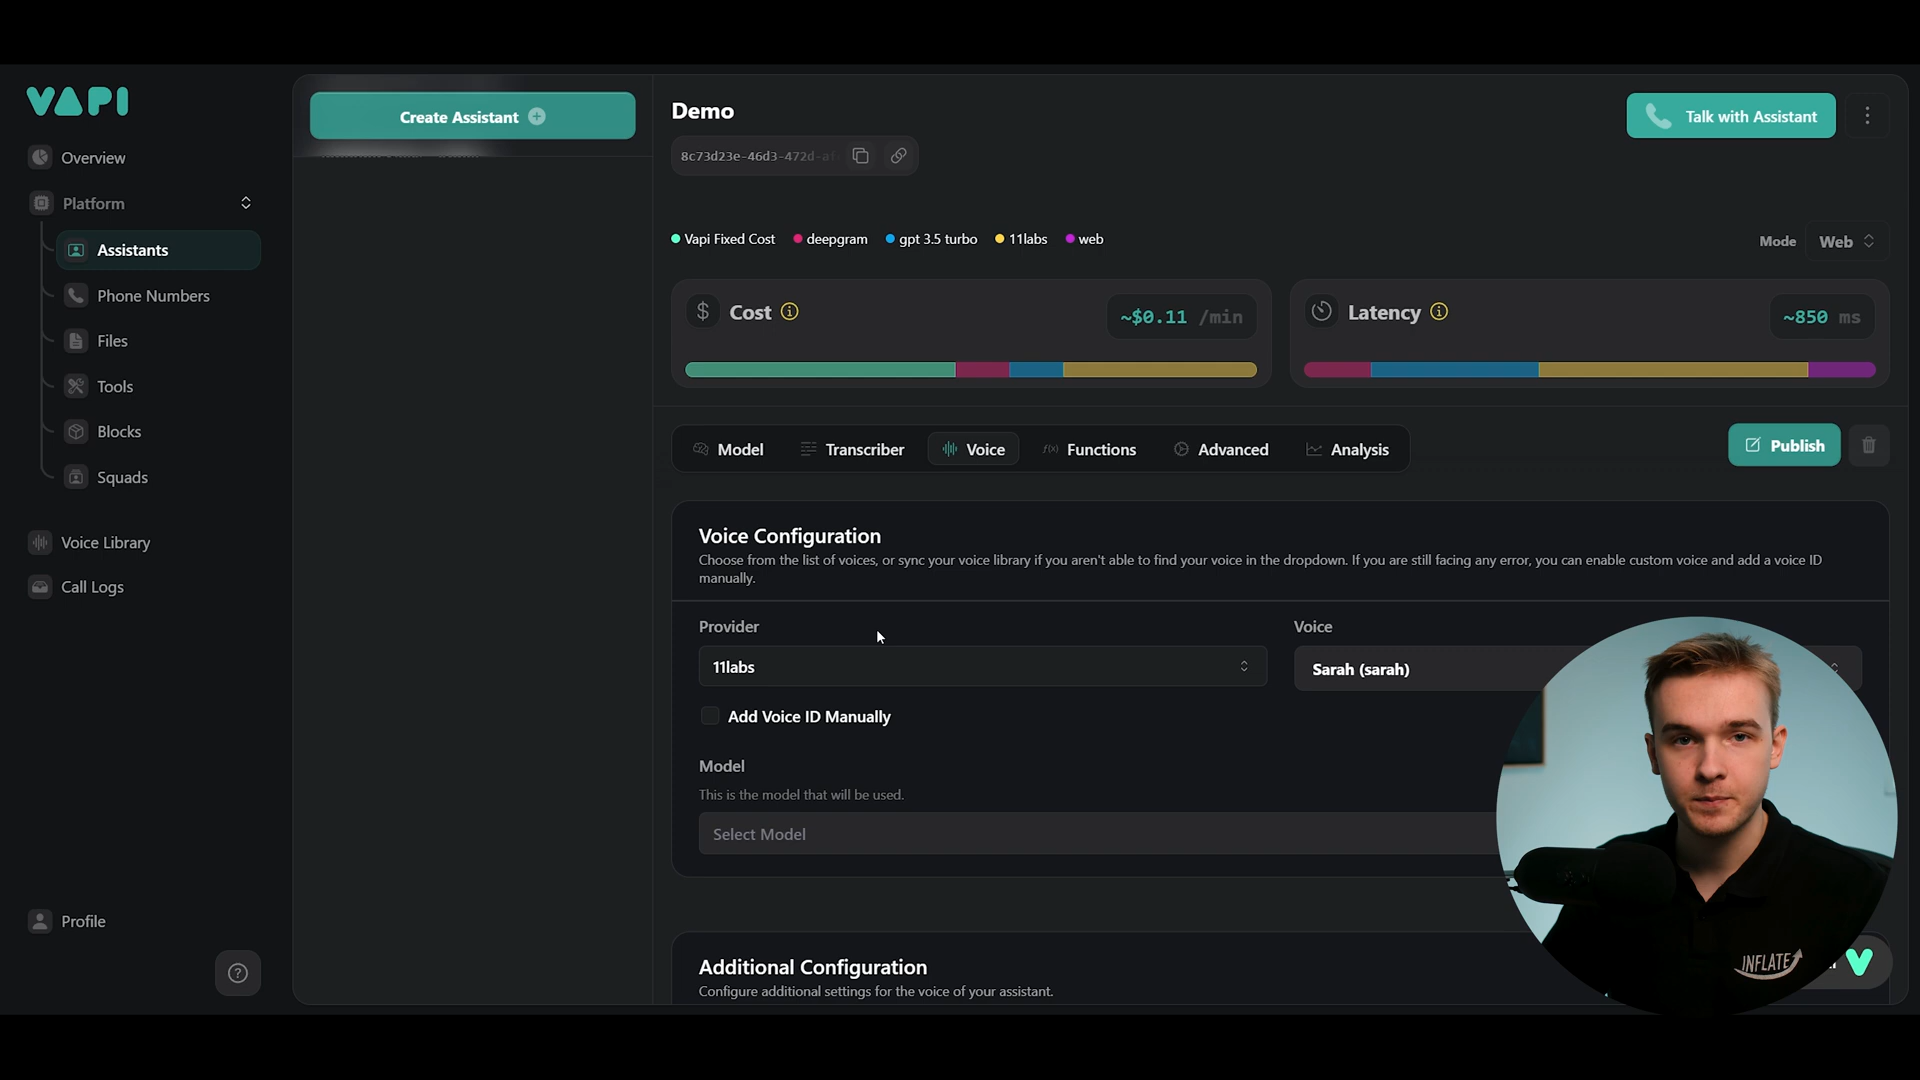 VAPI
Overview
Platform
Assistants
Phone Numbers
Files
Tools
Blocks
Squads
Voice Library
Call Logs
Profile
Create Assistant
Demo
8c73d23e-46d3-472d-a
Talk with Assistant
Vapi Fixed Cost
deepgram
gpt 3.5 turbo
11labs
web
Mode
Web
Cost
~$0.11 /min
Latency
~850 ms
Model
Transcriber
Voice
Functions
Advanced
Analysis
Publish
Voice Configuration
Choose from the list of voices, or sync your voice library if you aren't able to find your voice in the dropdown. If you are still facing any error, you can enable custom voice and add a voice ID
manually.
Provider
11labs
Add Voice ID Manually
Voice
Sarah (sarah)
Model
This is the model that will be used.
Select Model
Additional Configuration
Configure additional settings for the voice of your assistant.
INFLATE